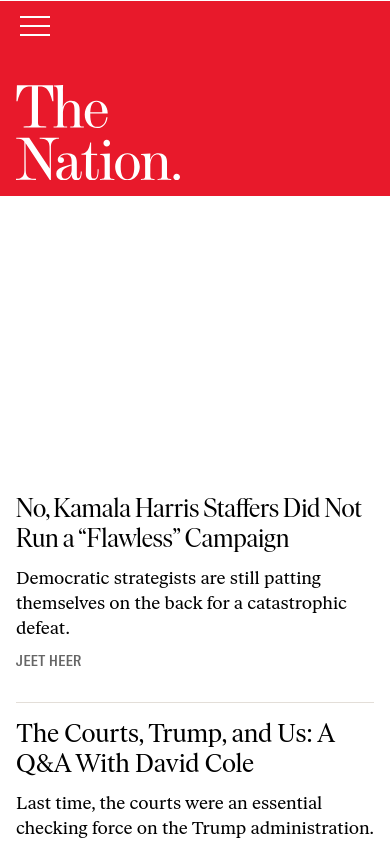 The
Nation.
No, Kamala Harris Staffers Did Not
Run a “Flawless” Campaign
Democratic strategists are still patting
themselves on the back for a catastrophic
defeat.
JEET HEER
The Courts, Trump, and Us: A
Q&A With David Cole
Last time, the courts were an essential
checking force on the Trump administration.